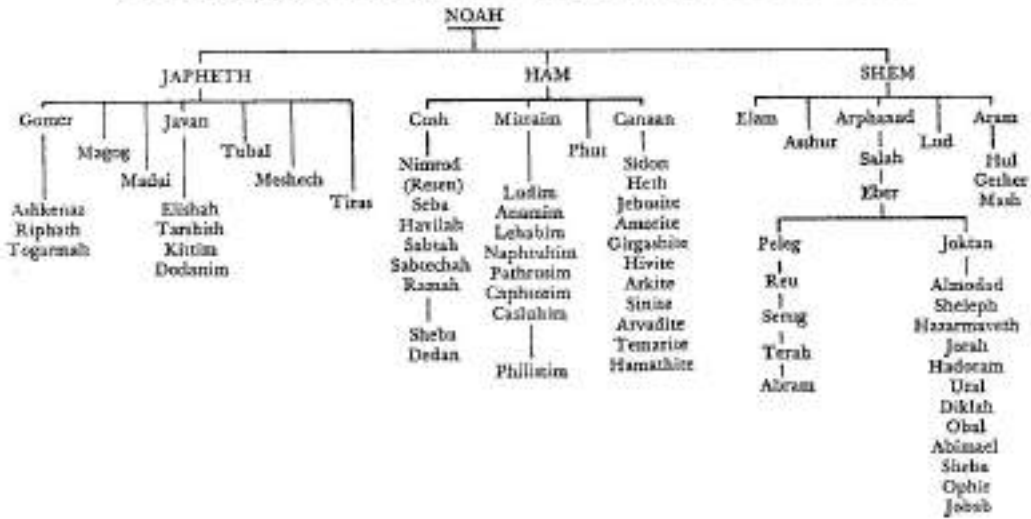 NOAH
JAPHETH HAM SHEM
Gomer Javan Cush Mizraim Canaan Elam Arphaxad Aram
Magog Tubal Phut Asshur Lud
Madai Meshech Nimrod Sidon Salah Hul
Tiras (Resen) Heth Gether
Ashkenaz Elishah Seba Ludim Jebusite Eber Mash
Riphath Tarshish Havilah Anamim Amorite
Togarmah Kittim Sabtah Lehabim Girgashite
Dodanim Sabtechah Naphtuhim Hivite Peleg Joktan
Ramah Pathrosim Arkite Reu Almodad
Caphtorim Sinite Sheleph
Sheba Casluhim Arvadite Serug Hazarmaveth
Dedan Temarite Terah Jerah
Philistim Hamathite Abram Hadoram
Uzal
Diklah
Obal
Abimael
Sheba
Ophir
Jobab